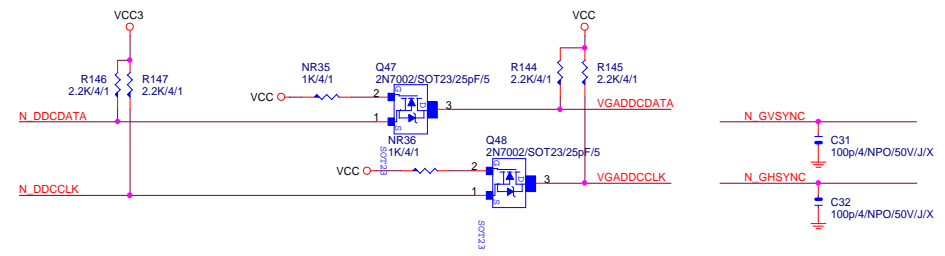 VCC3
VCC
R146
2.2K/4/1
R147
2.2K/4/1
NR35
1K/4/1
Q47
2N7002/SOT23/25pF/5
R144
2.2K/4/1
R145
2.2K/4/1
VCC
2
G
D
S
3
1
N_DDCDATA
VGADDCDATA
N_GVSYNC
C31
100p/4/NPO/50V/J/X
SOT23
NR36
1K/4/1
Q48
2N7002/SOT23/25pF/5
VCC
2
G
D
S
3
1
N_DDCCLK
VGADDCCLK
N_GHSYNC
C32
100p/4/NPO/50V/J/X
SOT23